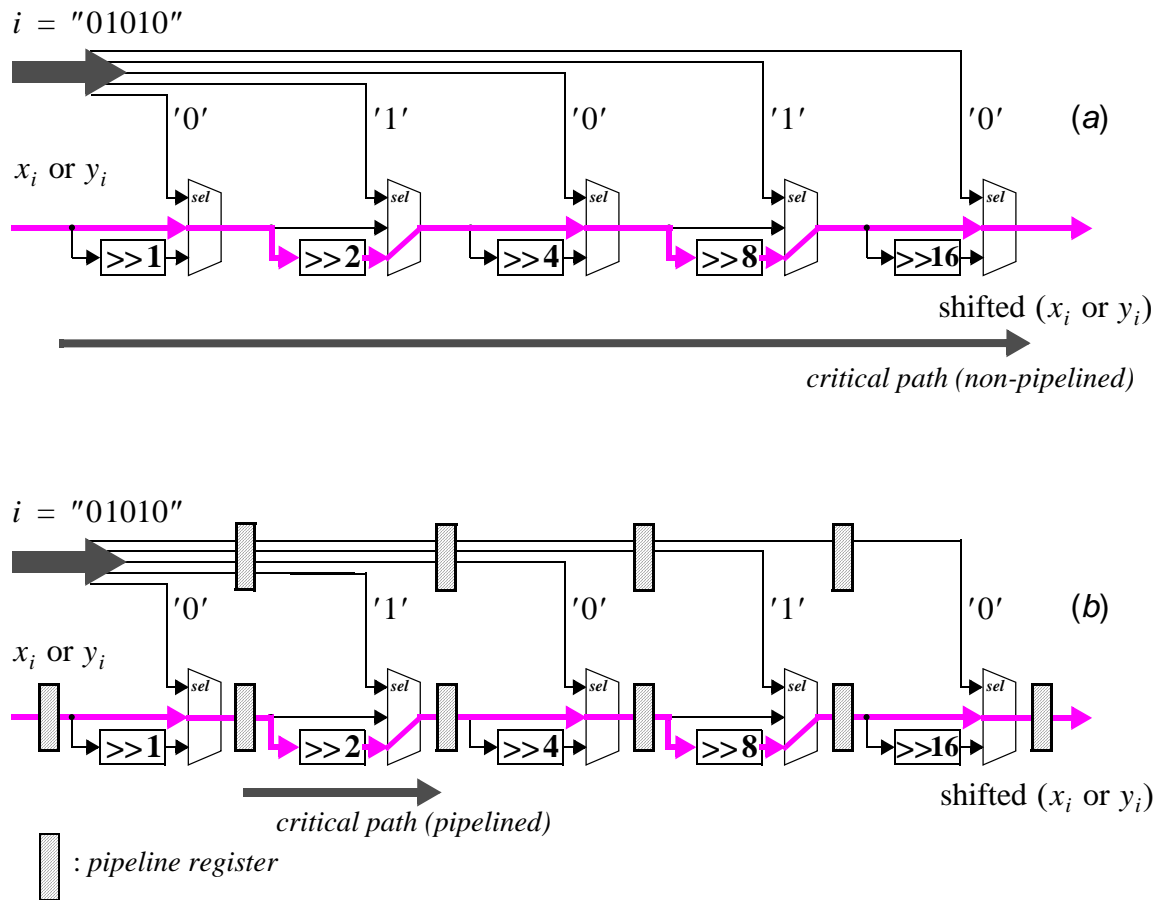 i = "01010"
'0' '1' '0' '1' '0' (a)
x_i or y_i
sel sel sel sel sel
>>1 >>2 >>4 >>8 >>16
shifted (x_i or y_i)
critical path (non-pipelined)
i = "01010"
'0' '1' '0' '1' '0' (b)
x_i or y_i
sel sel sel sel sel
>>1 >>2 >>4 >>8 >>16
shifted (x_i or y_i)
critical path (pipelined)
: pipeline register